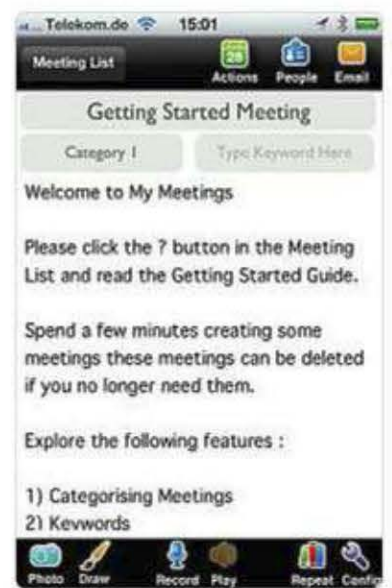 Telekom.de 15:01
Meeting List
Actions People Email
Getting Started Meeting
Category 1 Type Keyword Here
Welcome to My Meetings
Please click the ? button in the Meeting
List and read the Getting Started Guide.
Spend a few minutes creating some
meetings these meetings can be deleted
if you no longer need them.
Explore the following features :
1) Categorising Meetings
2) Keywords
Photo Draw Record Play Repeat Config